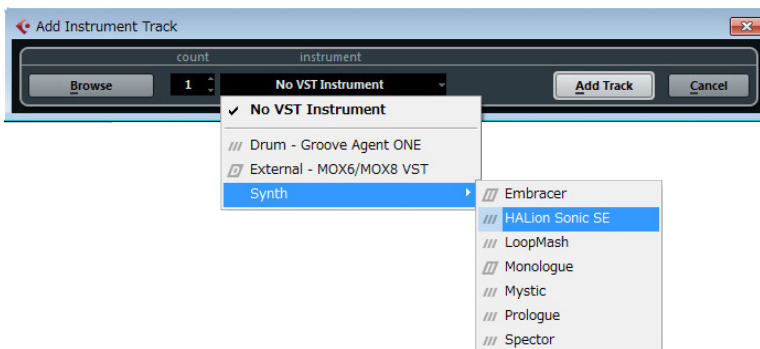 Add Instrument Track
count instrument
Browse 1 No VST Instrument Add Track Cancel
No VST Instrument
Drum - Groove Agent ONE
External - MOX6/MOX8 VST
Synth
Embracer
HALion Sonic SE
LoopMash
Monologue
Mystic
Prologue
Spector